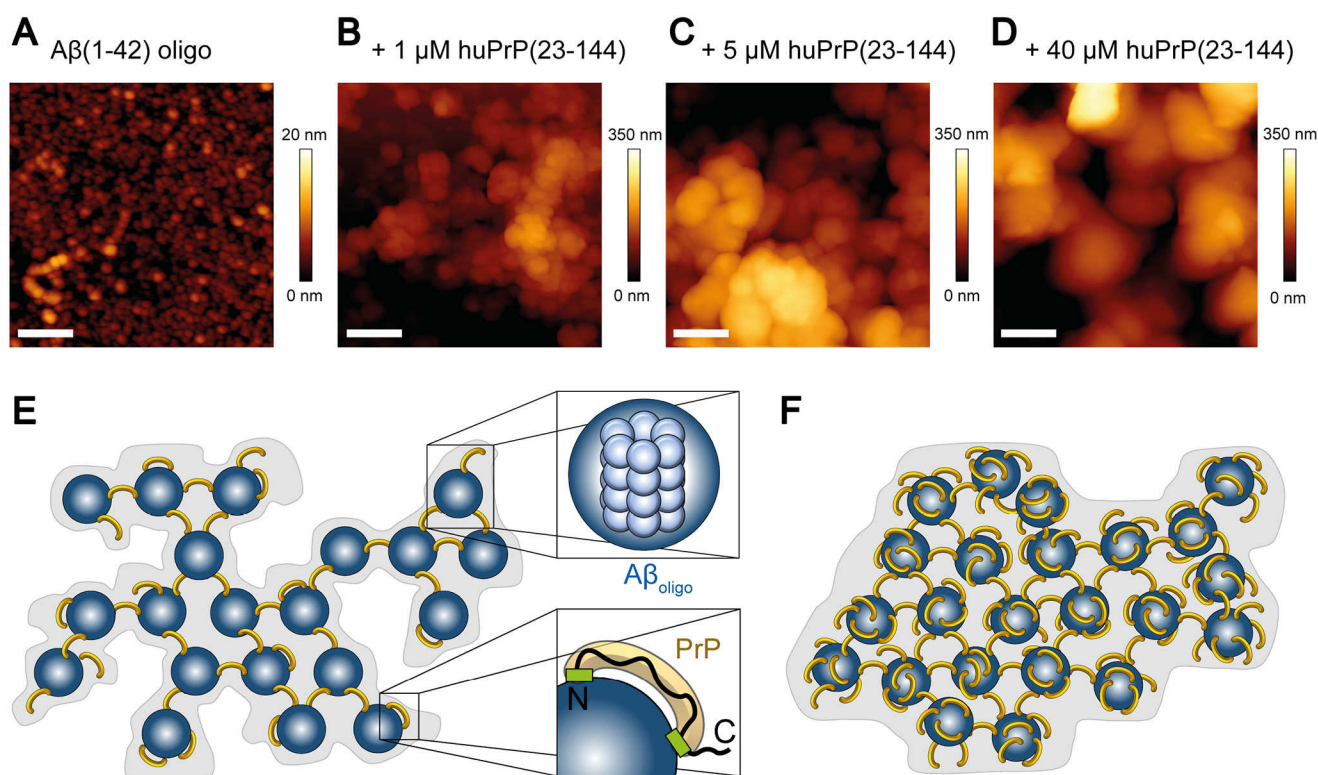 A
Aβ(1-42) oligo
B
+ 1 µM huPrP(23-144)
C
+ 5 µM huPrP(23-144)
D
+ 40 µM huPrP(23-144)
20 nm
0 nm
350 nm
0 nm
350 nm
0 nm
350 nm
0 nm
E
Aβoligo
PrP
N
C
F